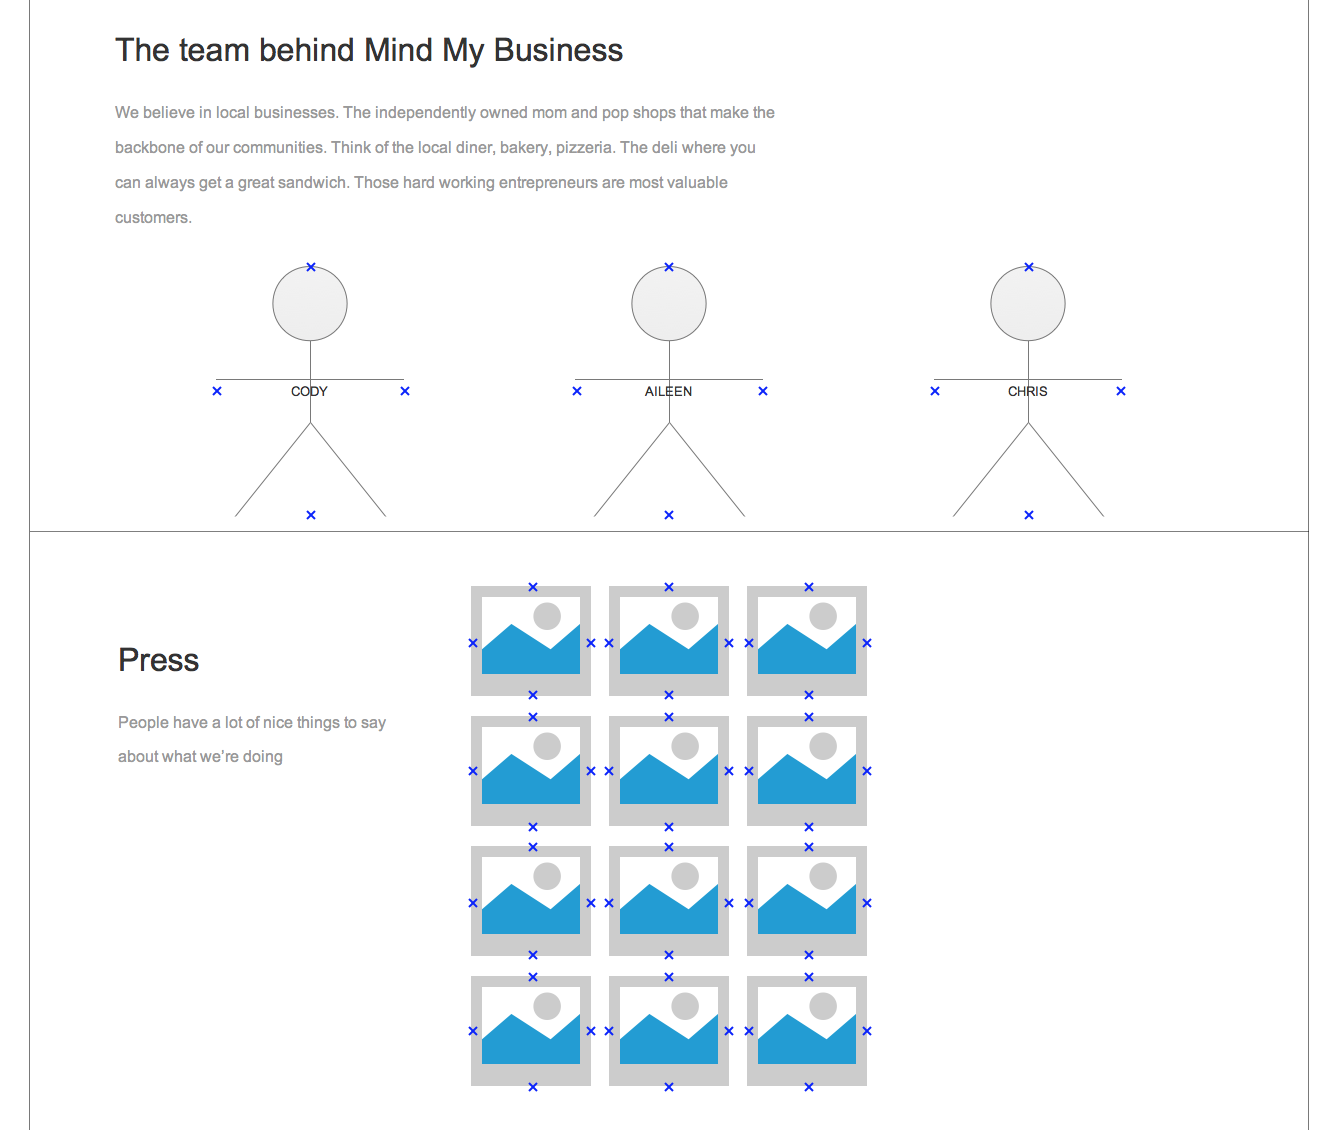 The team behind Mind My Business
We believe in local businesses. The independently owned mom and pop shops that make the
backbone of our communities. Think of the local diner, bakery, pizzeria. The deli where you
can always get a great sandwich. Those hard working entrepreneurs are most valuable
customers.
CODY
AILEEN
CHRIS
Press
People have a lot of nice things to say
about what we’re doing